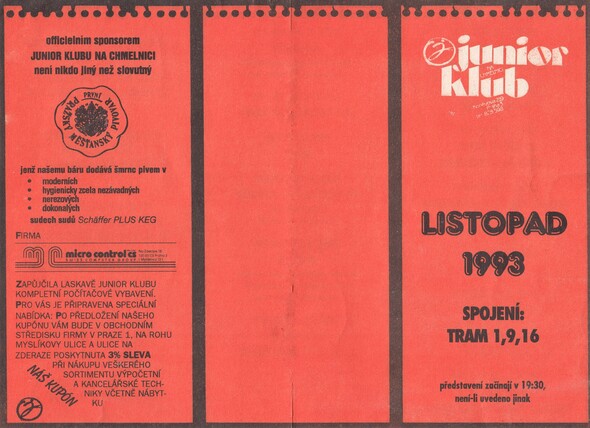 officielním sponsorem
JUNIOR KLUBU NA CHMELNICI
není nikdo jiný než slovutný
PRVNÍ
PRAŽSKÝ MĚŠŤANSKÝ PIVOVAR
jenž našemu báru dodává šmrnc pivem v
• moderních
• hygienicky zcela nezávadných
• nerezových
• dokonalých
sudech sudů Schäffer PLUS KEG
FIRMA
micro control cs
ZAPŮJČILA LASKAVĚ JUNIOR KLUBU
KOMPLETNÍ POČÍTAČOVÉ VYBAVENÍ.
PRO VÁS JE PŘIPRAVENA SPECIÁLNÍ
NABÍDKA: PO PŘEDLOŽENÍ NAŠEHO
KUPÓNU VÁM BUDE V OBCHODNÍM
STŘEDISKU FIRMY V PRAZE 1, NA ROHU
MYSLÍKOVY ULICE A ULICE NA
ZDERAZE POSKYTNUTA 3% SLEVA
PŘI NÁKUPU VEŠKERÉHO
SORTIMENTU VÝPOČETNÍ
A KANCELÁŘSKÉ TECH-
NIKY VČETNĚ NÁBYT-
KU
NÁŠ KUPÓN
junior
NA CHMELNICI
klub
LISTOPAD
1993
SPOJENÍ:
TRAM 1,9,16
představení začínají v 19:30,
není-li uvedeno jinak